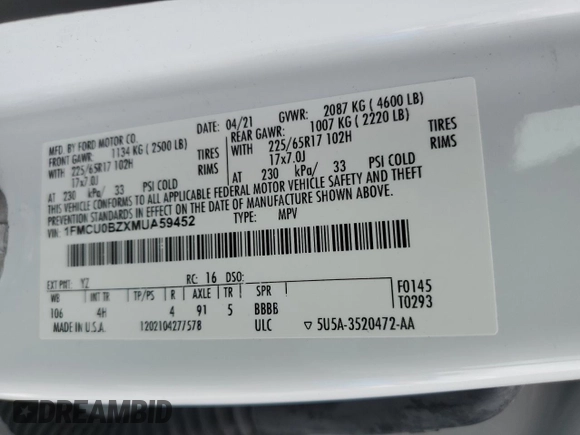 MFD. BY FORD MOTOR CO.
DATE: 04/21 GVWR: 2087 KG ( 4600 LB)
FRONT GAWR: 1134 KG ( 2500 LB) REAR GAWR: 1007 KG ( 2220 LB)
WITH 225/65R17 102H TIRES WITH 225/65R17 102H TIRES
17x7.0J RIMS 17x7.0J RIMS
AT 230 kPa/ 33 PSI COLD AT 230 kPa/ 33 PSI COLD
THIS VEHICLE CONFORMS TO ALL APPLICABLE FEDERAL MOTOR VEHICLE SAFETY AND THEFT
PREVENTION STANDARDS IN EFFECT ON THE DATE OF MANUFACTURE SHOWN ABOVE.
VIN: 1FMCU0BZXMUA59452 TYPE: MPV
EXT PNT: YZ RC: 16 DSO:
WB INT TR TP/PS R AXLE TR SPR
106 4H 4 91 5 BBBB
F0145
T0293
MADE IN U.S.A. 120210427/578 ULC ▽ 5U5A-3520472-AA
DREAMBID